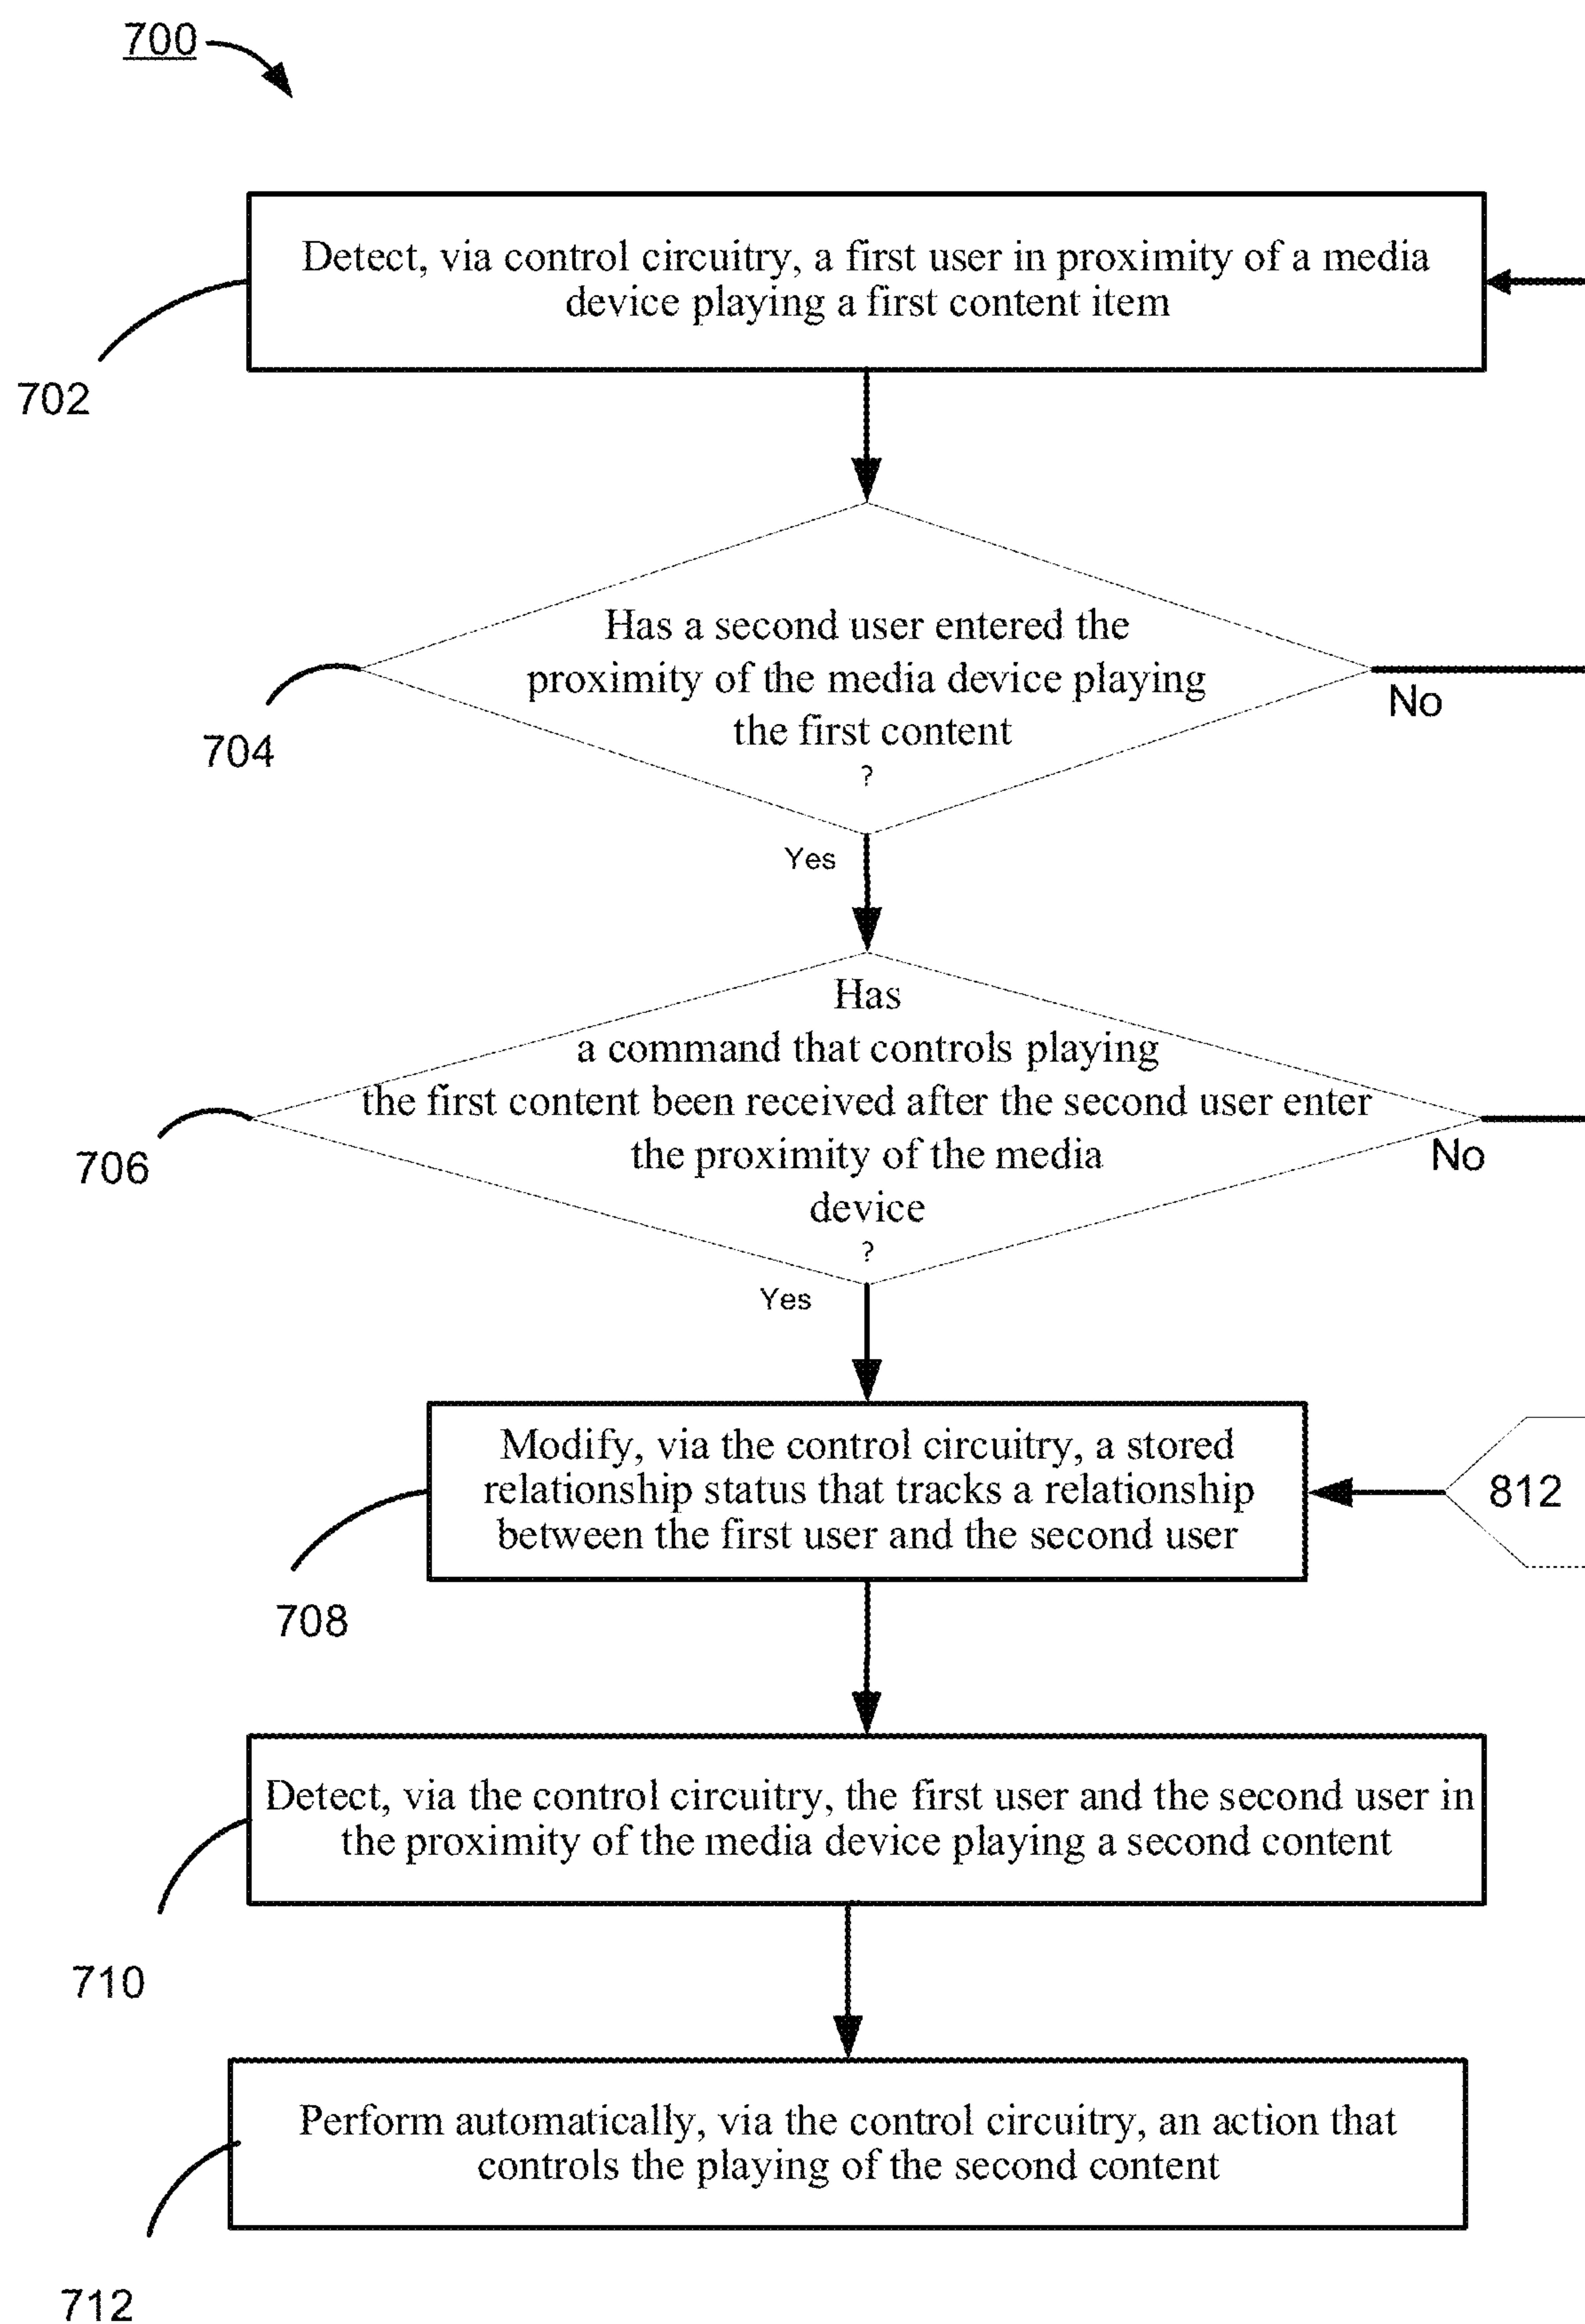 700
Detect, via control circuitry, a first user in proximity of a media
device playing a first content item
702
Has a second user entered the
proximity of the media device playing
the first content
?
704
No
Yes
Has
a command that controls playing
the first content been received after the second user enter
the proximity of the media
device
?
706
No
Yes
Modify, via the control circuitry, a stored
relationship status that tracks a relationship
between the first user and the second user
812
708
Detect, via the control circuitry, the first user and the second user in
the proximity of the media device playing a second content
710
Perform automatically, via the control circuitry, an action that
controls the playing of the second content
712